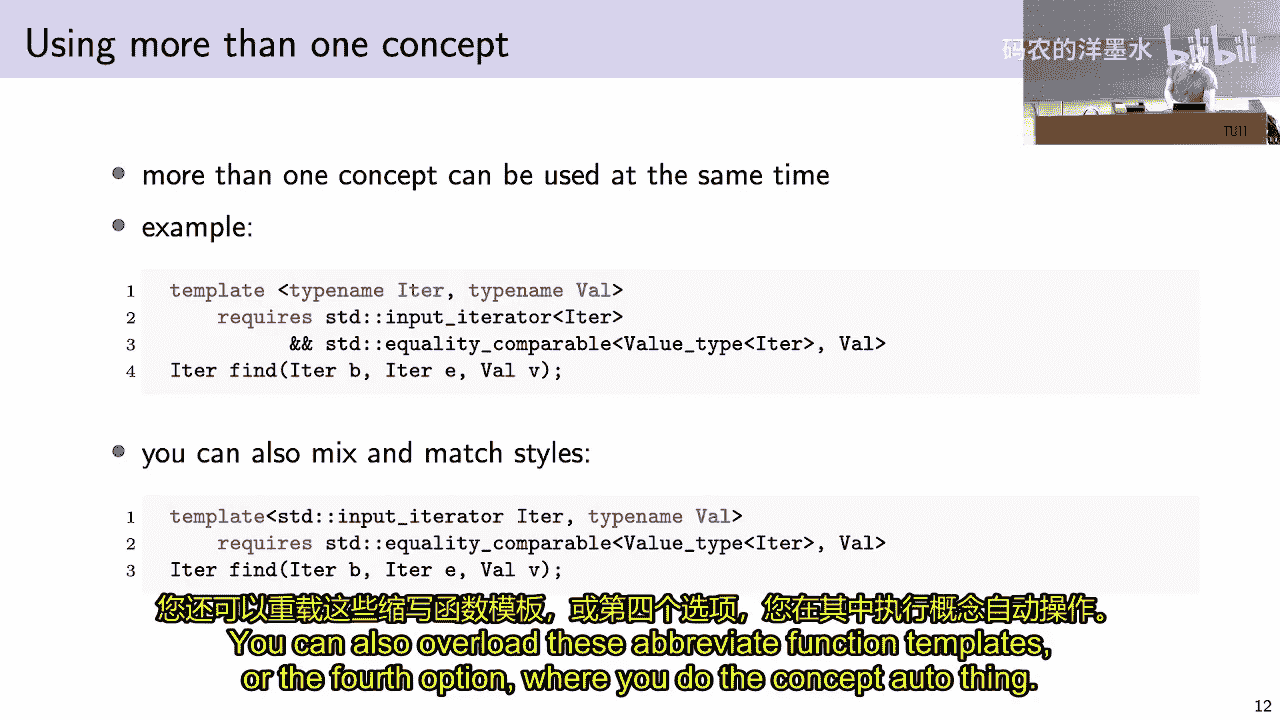 Using more than one concept
码农的洋墨水 bilibili
TUM
more than one concept can be used at the same time
example:
1 template <typename Iter, typename Val>
2 requires std::input_iterator<Iter>
3 && std::equality_comparable<Value_type<Iter>, Val>
4 Iter find(Iter b, Iter e, Val v);
you can also mix and match styles:
1 template<std::input_iterator Iter, typename Val>
2 requires std::equality_comparable<Value_type<Iter>, Val>
3 Iter find(Iter b, Iter e, Val v);
您还可以重载这些缩写函数模板，或第四个选项，您在其中执行概念自动操作。
You can also overload these abbreviate function templates,
or the fourth option, where you do the concept auto thing.
12